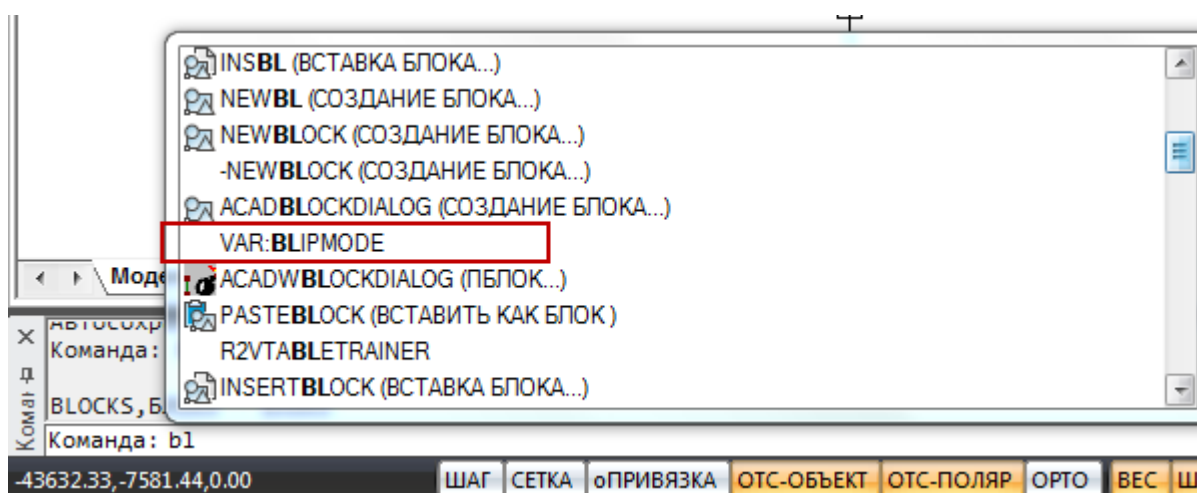 INSBL (ВСТАВКА БЛОКА...)
NEWBL (СОЗДАНИЕ БЛОКА...)
NEWBLOCK (СОЗДАНИЕ БЛОКА...)
-NEWBLOCK (СОЗДАНИЕ БЛОКА...)
ACADBLOCKDIALOG (СОЗДАНИЕ БЛОКА...)
VAR:BLIPMODE
ACADWBLOCKDIALOG (ПБЛОК...)
PASTEBLOCK (ВСТАВИТЬ КАК БЛОК )
R2VTABLETRAINER
INSERTBLOCK (ВСТАВКА БЛОКА...)
Моде
Автосохр
Команда:
BLOCKS,Б
Коман
Команда: bl
-43632.33,-7581.44,0.00 ШАГ СЕТКА оПРИВЯЗКА ОТС-ОБЪЕКТ ОТС-ПОЛЯР ОРТО ВЕС Ш